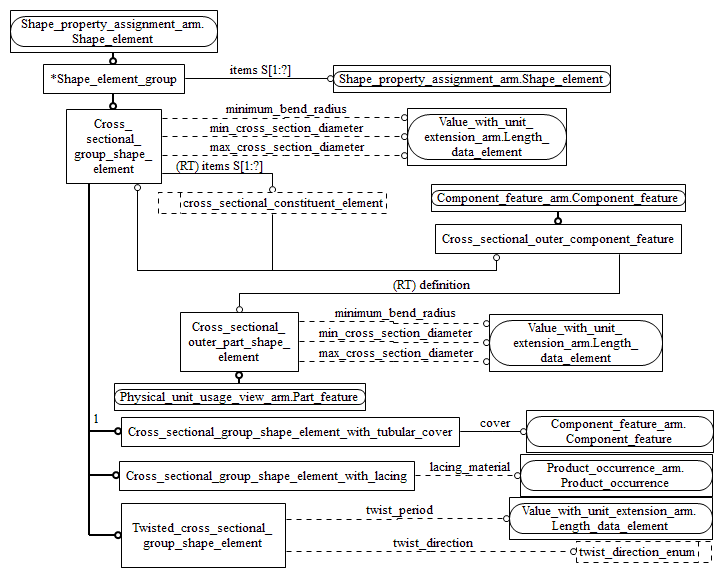 Shape_property_assignment_arm.
Shape_element
*Shape_element_group
items S[1:?]
Shape_property_assignment_arm.Shape_element
Cross_
sectional_
group_shape_
element
minimum_bend_radius
min_cross_section_diameter
max_cross_section_diameter
Value_with_unit_
extension_arm.Length_
data_element
(RT) items S[1:?]
cross_sectional_constituent_element
Component_feature_arm.Component_feature
Cross_sectional_outer_component_feature
(RT) definition
Cross_sectional_
outer_part_shape_
element
minimum_bend_radius
min_cross_section_diameter
max_cross_section_diameter
Value_with_unit_
extension_arm.Length_
data_element
Physical_unit_usage_view_arm.Part_feature
1
Cross_sectional_group_shape_element_with_tubular_cover
cover
Component_feature_arm.
Component_feature
Cross_sectional_group_shape_element_with_lacing
lacing_material
Product_occurrence_arm.
Product_occurrence
Twisted_cross_sectional_
group_shape_element
twist_period
Value_with_unit_extension_arm.
Length_data_element
twist_direction
twist_direction_enum